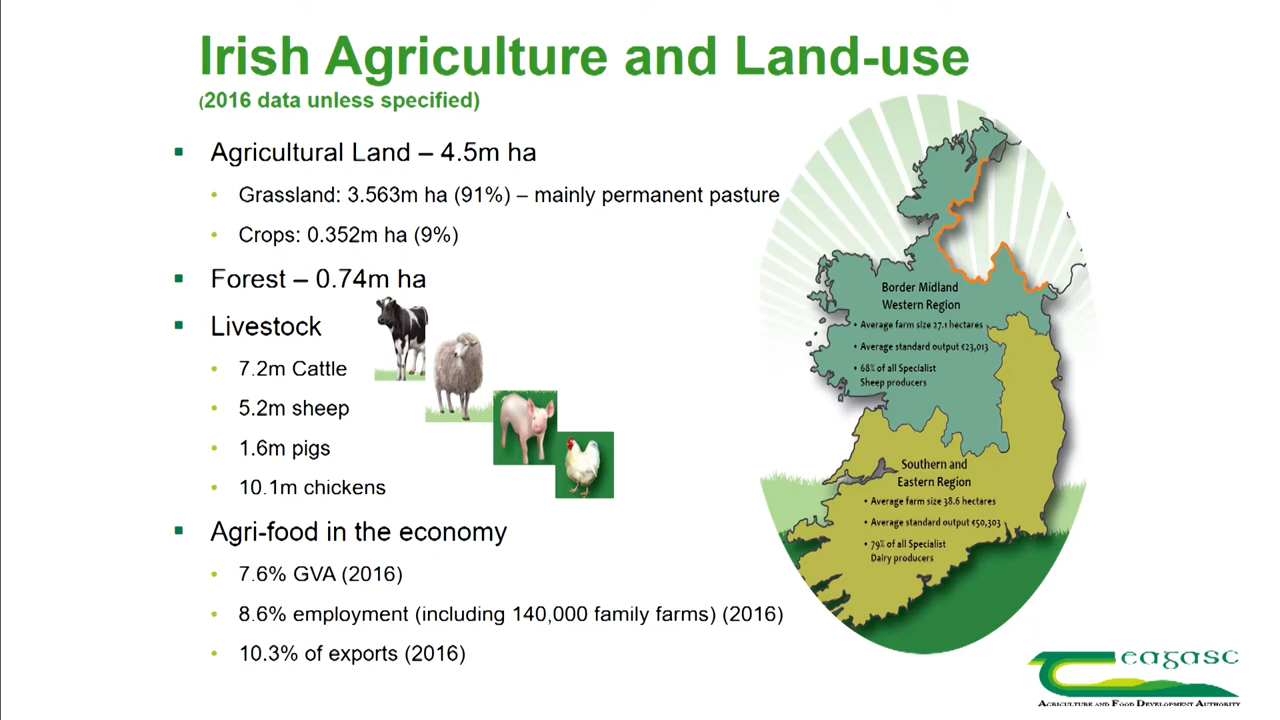 Irish Agriculture and Land-use
(2016 data unless specified)
▪ Agricultural Land – 4.5m ha
• Grassland: 3.563m ha (91%) – mainly permanent pasture
• Crops: 0.352m ha (9%)
▪ Forest – 0.74m ha
▪ Livestock
• 7.2m Cattle
• 5.2m sheep
• 1.6m pigs
• 10.1m chickens
▪ Agri-food in the economy
• 7.6% GVA (2016)
• 8.6% employment (including 140,000 family farms) (2016)
• 10.3% of exports (2016)
Border Midland
Western Region
• Average farm size 27.1 hectares
• Average standard output €23,013
• 68% of all Specialist
Sheep producers
Southern and
Eastern Region
• Average farm size 38.6 hectares
• Average standard output €50,303
• 79% of all Specialist
Dairy producers
teagasc
Agriculture and Food Development Authority